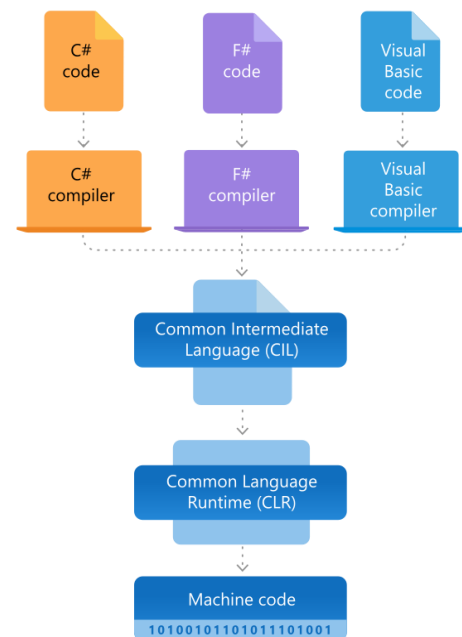 C#
code
F#
code
Visual
Basic
code
C#
compiler
F#
compiler
Visual
Basic
compiler
Common Intermediate
Language (CIL)
Common Language
Runtime (CLR)
Machine code
10100101101011101001